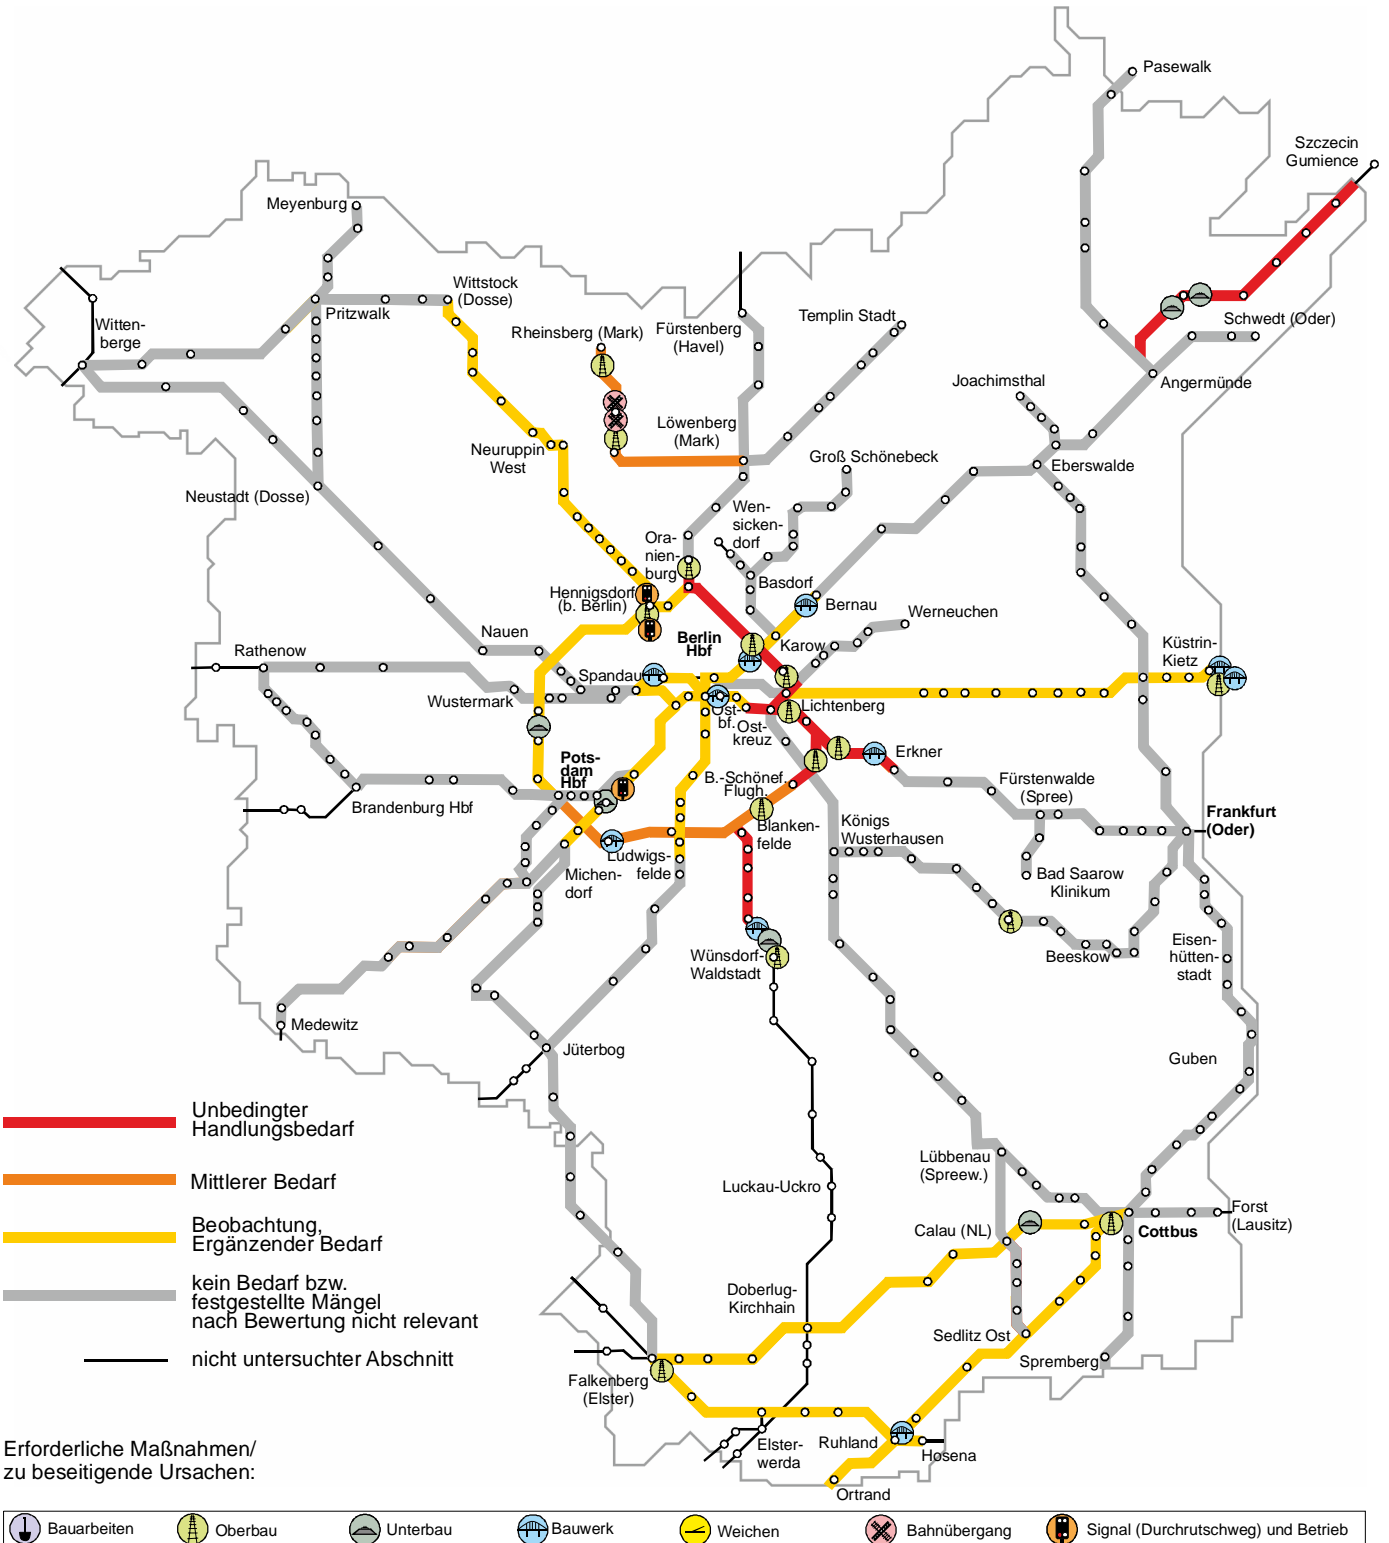 Pasewalk
Szczecin
Gumience
Meyenburg
Wittstock
(Dosse)
Pritzwalk
Witten-
berge
Rheinsberg (Mark)
Fürstenberg
(Havel)
Templin Stadt
Schwedt (Oder)
Angermünde
Joachimsthal
Löwenberg
(Mark)
Neuruppin
West
Groß Schönebeck
Eberswalde
Neustadt (Dosse)
Wen-
sicken-
dorf
Ora-
nien-
burg
Basdorf
Hennigsdorf
(b. Berlin)
Bernau
Werneuchen
Berlin
Hbf
Karow
Nauen
Rathenow
Spandau
Küstrin-
Kietz
Wustermark
Ost-
bf.
Ost-
kreuz
Lichtenberg
Erkner
Pots-
dam
Hbf
B.-Schönef.
Flugh.
Fürstenwalde
(Spree)
Brandenburg Hbf
Blanken-
felde
Königs
Wusterhausen
Frankfurt
(Oder)
Ludwigs-
felde
Michen-
dorf
Bad Saarow
Klinikum
Wünsdorf-
Waldstadt
Beeskow
Eisen-
hütten-
stadt
Medewitz
Jüterbog
Guben
Unbedingter
Handlungsbedarf
Mittlerer Bedarf
Beobachtung,
Ergänzender Bedarf
kein Bedarf bzw.
festgestellte Mängel
nach Bewertung nicht relevant
nicht untersuchter Abschnitt
Lübbenau
(Spreew.)
Luckau-Uckro
Calau (NL)
Cottbus
Forst
(Lausitz)
Doberlug-
Kirchhain
Sedlitz Ost
Spremberg
Falkenberg
(Elster)
Elster-
werda
Ruhland
Hosena
Ortrand
Erforderliche Maßnahmen/
zu beseitigende Ursachen:
Bauarbeiten Oberbau Unterbau Bauwerk Weichen Bahnübergang Signal (Durchrutschweg) und Betrieb